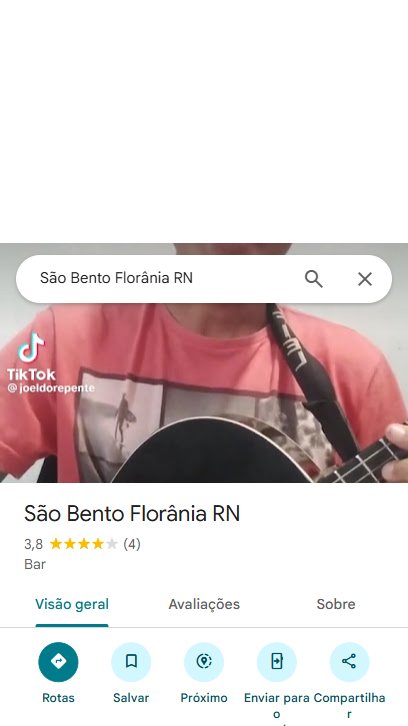 São Bento Florânia RN
TikTok
@joeldorepente
São Bento Florânia RN
3,8 (4)
Bar
Visão geral Avaliações Sobre
Rotas Salvar Próximo Enviar para o Compartilhar